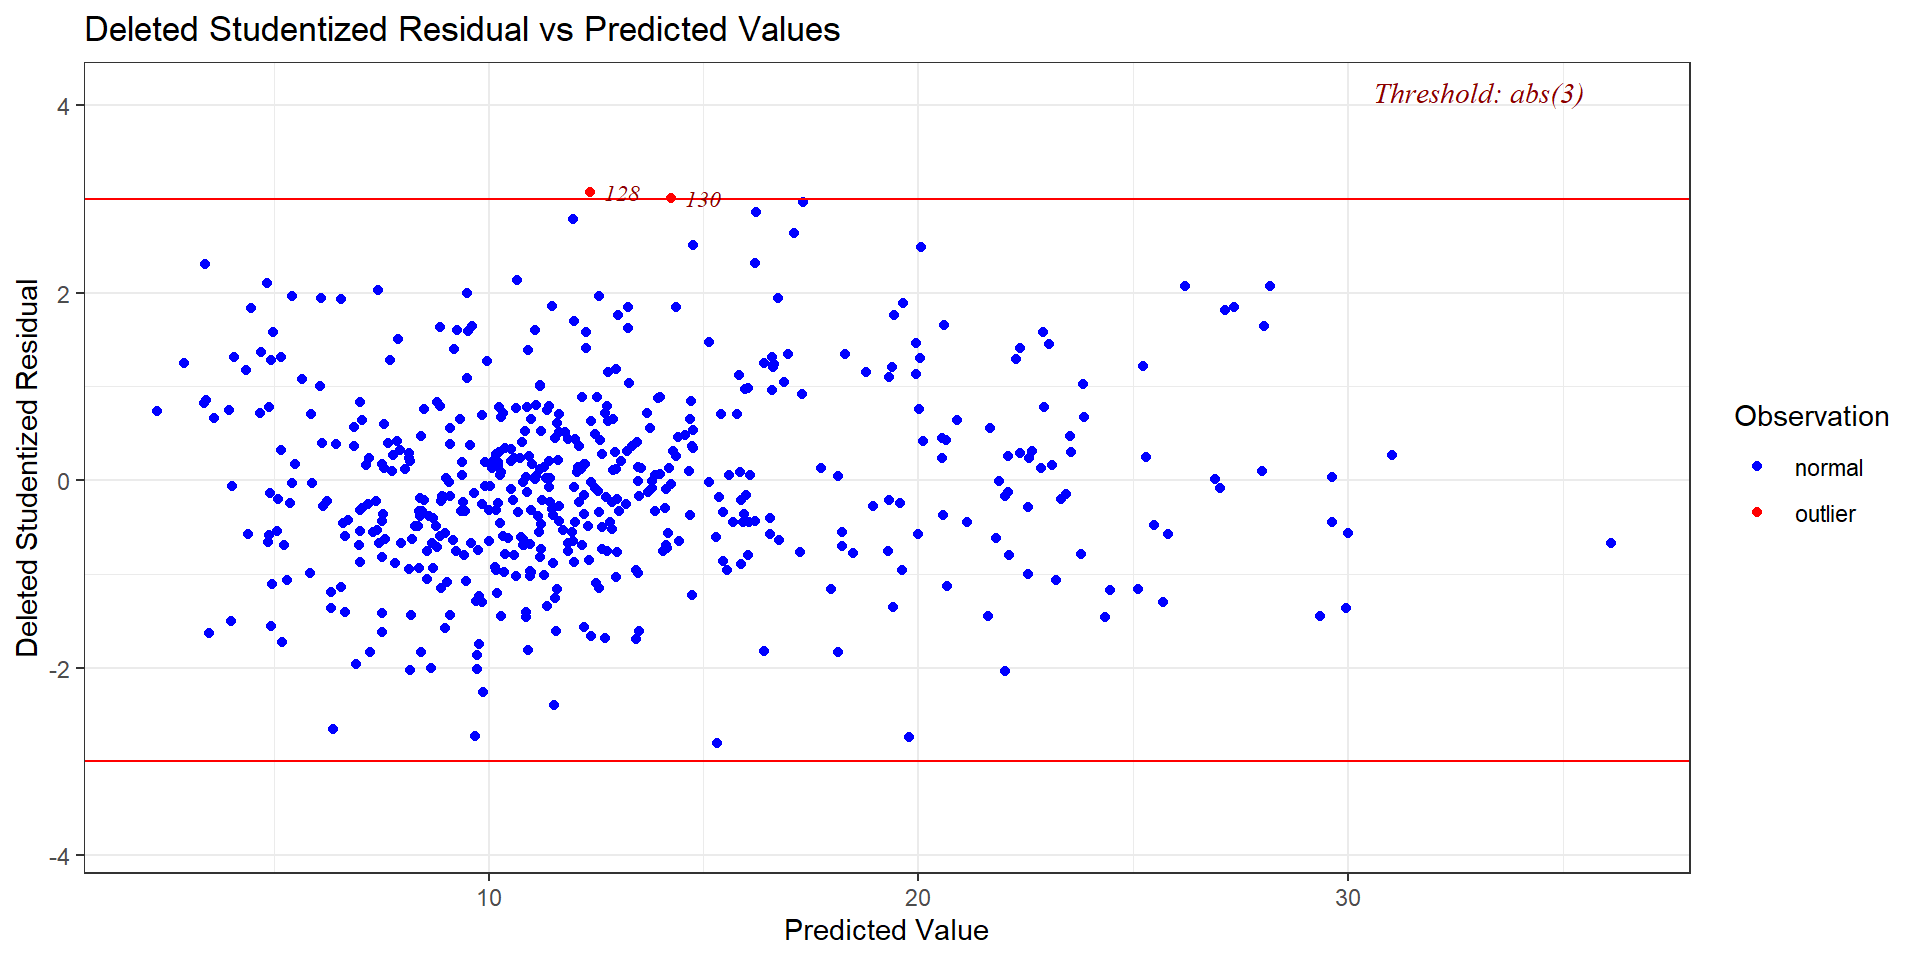 Deleted Studentized Residual vs Predicted Values
Threshold: abs(3)
128
130
4
2
0
-2
-4
Deleted Studentized Residual
10
20
30
Predicted Value
Observation
normal
outlier